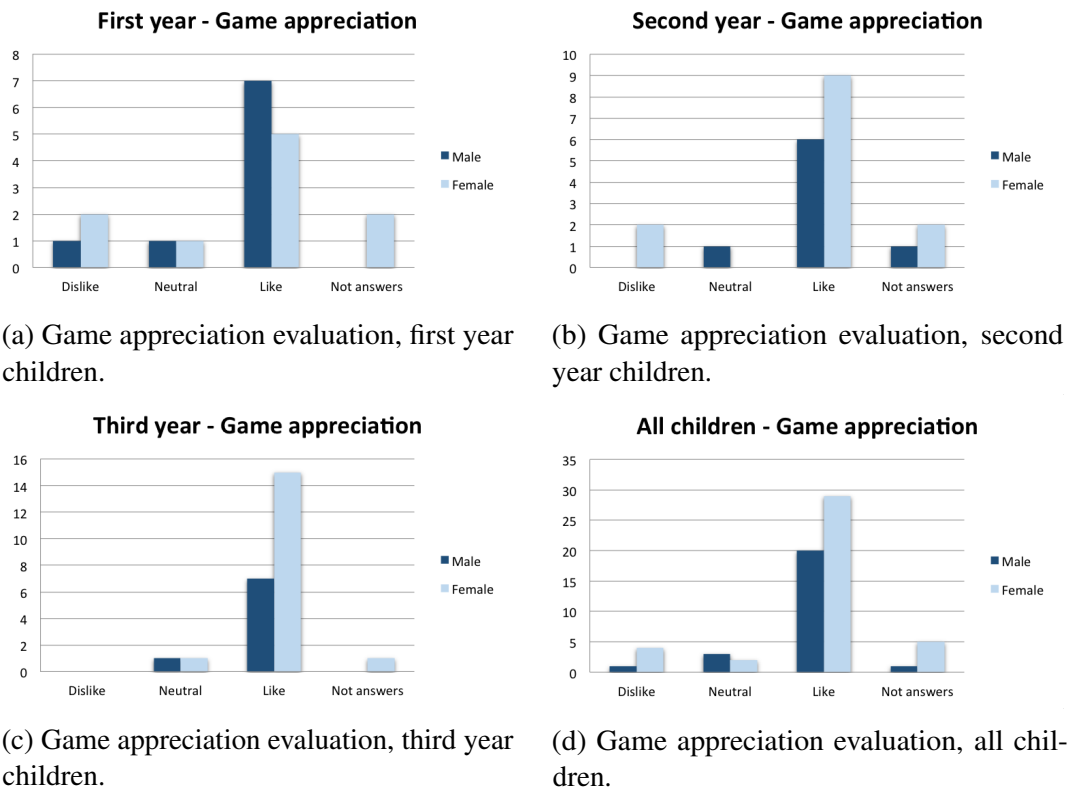 First year - Game appreciation
8
7
6
5
4
3
2
1
0
Dislike Neutral Like Not answers
Male
Female
(a) Game appreciation evaluation, first year
children.
Second year - Game appreciation
10
9
8
7
6
5
4
3
2
1
0
Dislike Neutral Like Not answers
Male
Female
(b) Game appreciation evaluation, second
year children.
Third year - Game appreciation
16
14
12
10
8
6
4
2
0
Dislike Neutral Like Not answers
Male
Female
(c) Game appreciation evaluation, third year
children.
All children - Game appreciation
35
30
25
20
15
10
5
0
Dislike Neutral Like Not answers
Male
Female
(d) Game appreciation evaluation, all chil-
dren.